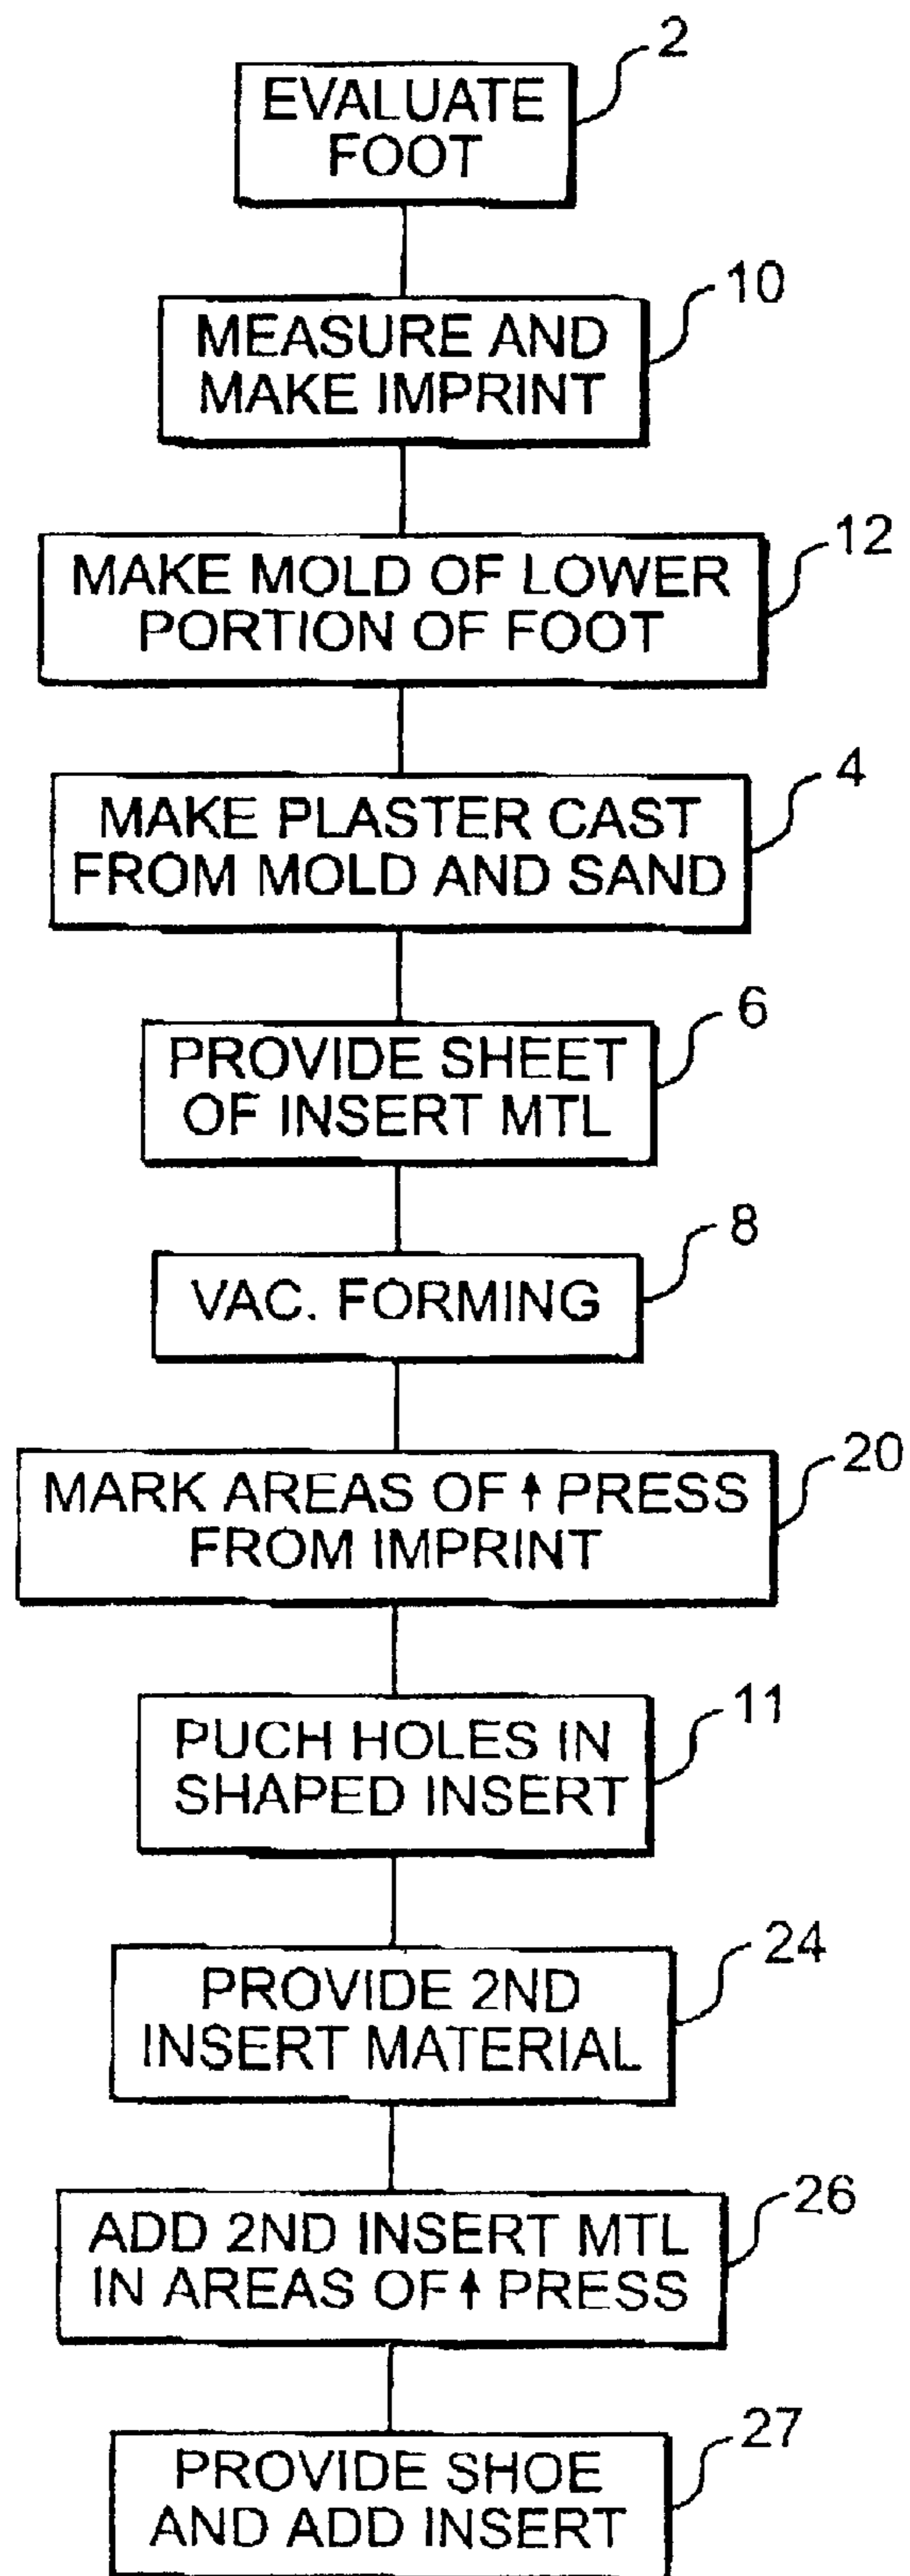 2
EVALUATE
FOOT
10
MEASURE AND
MAKE IMPRINT
12
MAKE MOLD OF LOWER
PORTION OF FOOT
4
MAKE PLASTER CAST
FROM MOLD AND SAND
6
PROVIDE SHEET
OF INSERT MTL
8
VAC. FORMING
20
MARK AREAS OF ↑ PRESS
FROM IMPRINT
11
PUCH HOLES IN
SHAPED INSERT
24
PROVIDE 2ND
INSERT MATERIAL
26
ADD 2ND INSERT MTL
IN AREAS OF ↑ PRESS
27
PROVIDE SHOE
AND ADD INSERT